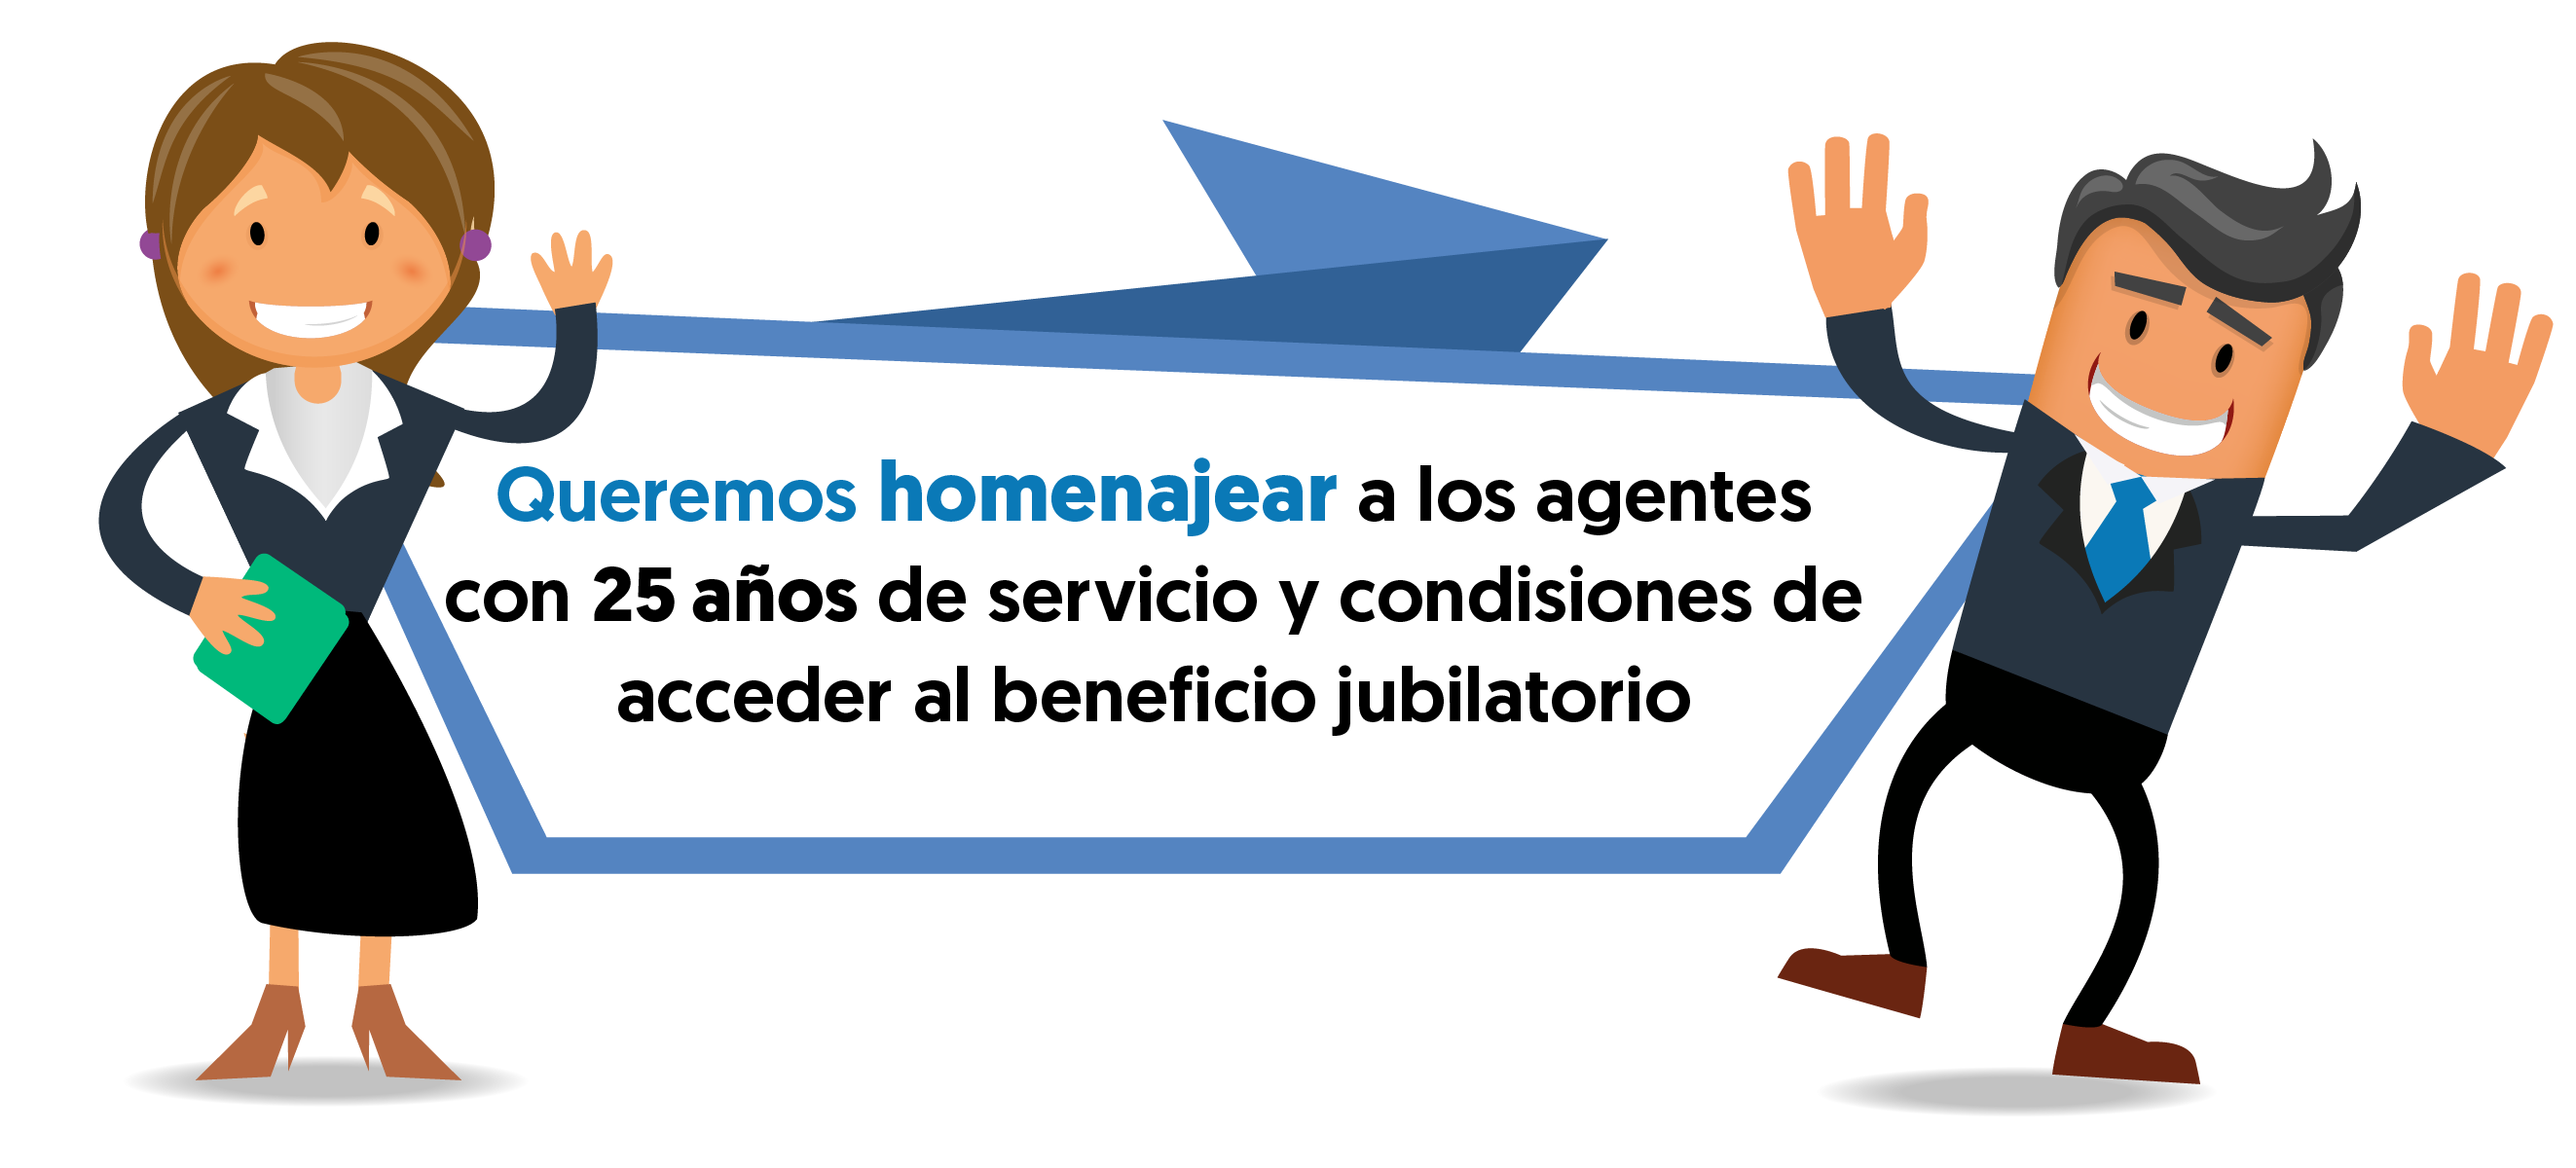 Queremos homenajear a los agentes
con 25 años de servicio y condisiones de
acceder al beneficio jubilatorio